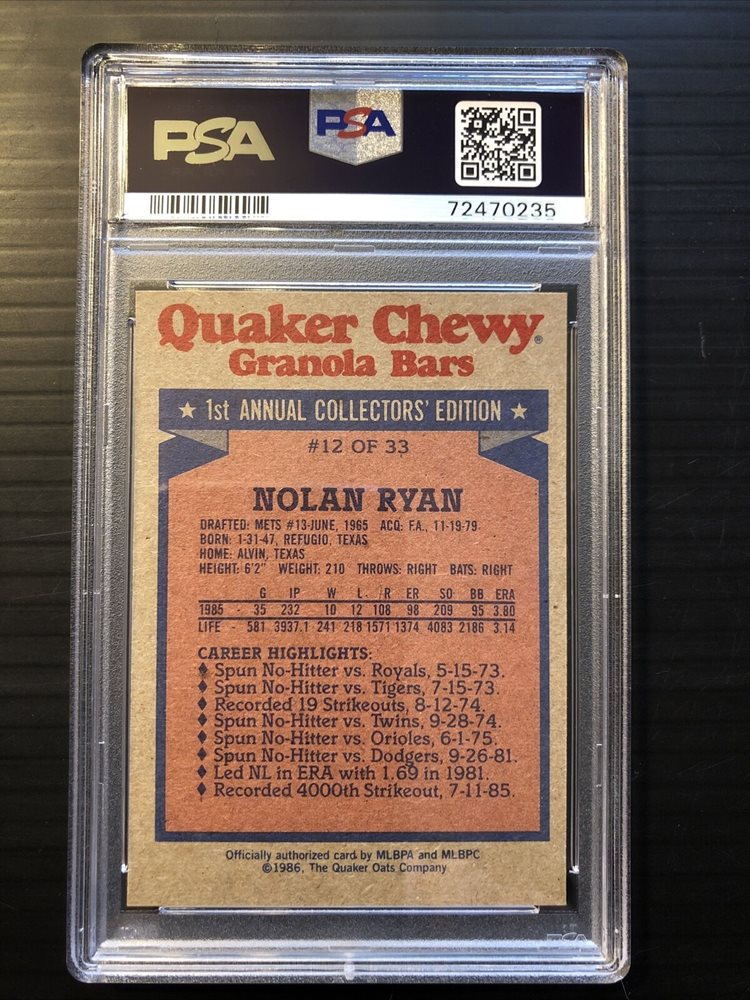 PSA PSA
72470235
Quaker Chewy®
Granola Bars
★ 1st ANNUAL COLLECTORS' EDITION ★
#12 OF 33
NOLAN RYAN
DRAFTED: METS #13-JUNE, 1965 ACQ: F.A., 11-19-79
BORN: 1-31-47, REFUGIO, TEXAS
HOME: ALVIN, TEXAS
HEIGHT: 6'2" WEIGHT: 210 THROWS: RIGHT BATS: RIGHT
G IP W L R ER SO BB ERA
1985 - 35 232 10 12 108 98 209 95 3.80
LIFE - 581 3937.1 241 218 1571 1374 4083 2186 3.14
CAREER HIGHLIGHTS:
♦ Spun No-Hitter vs. Royals, 5-15-73.
♦ Spun No-Hitter vs. Tigers, 7-15-73.
♦ Recorded 19 Strikeouts, 8-12-74.
♦ Spun No-Hitter vs. Twins, 9-28-74.
♦ Spun No-Hitter vs. Orioles, 6-1-75.
♦ Spun No-Hitter vs. Dodgers, 9-26-81.
♦ Led NL in ERA with 1.69 in 1981.
♦ Recorded 4000th Strikeout, 7-11-85.
Officially authorized card by MLBPA and MLBPC
©1986, The Quaker Oats Company
PSA